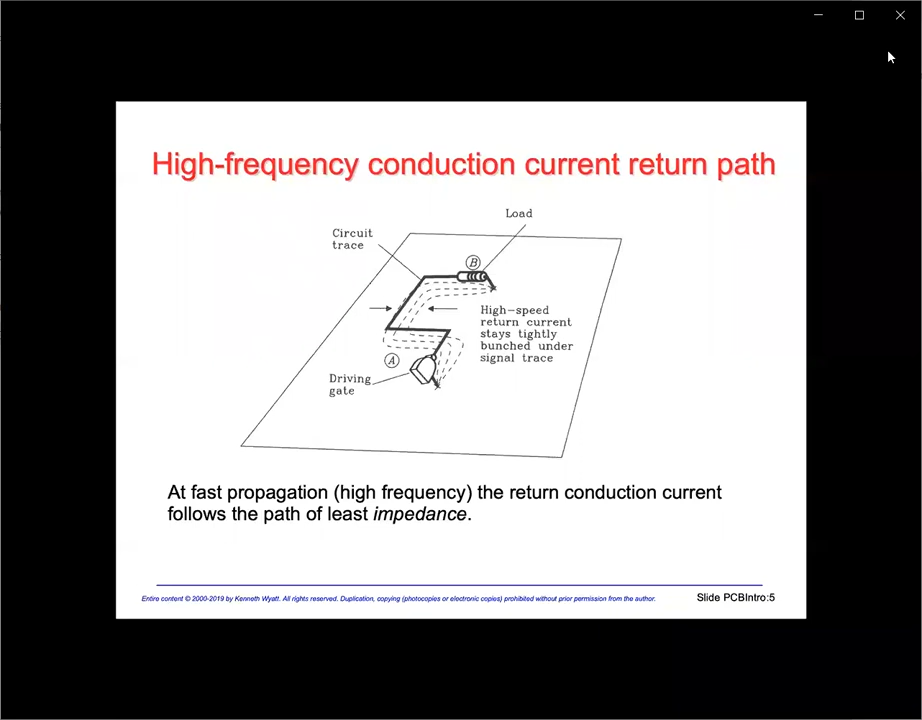 High-frequency conduction current return path
Load
Circuit
trace
B
High-speed
return current
stays tightly
bunched under
signal trace
A
Driving
gate
At fast propagation (high frequency) the return conduction current
follows the path of least impedance.
Entire content © 2000-2019 by Kenneth Wyatt. All rights reserved. Duplication, copying (photocopies or electronic copies) prohibited without prior permission from the author.
Slide PCBIntro:5